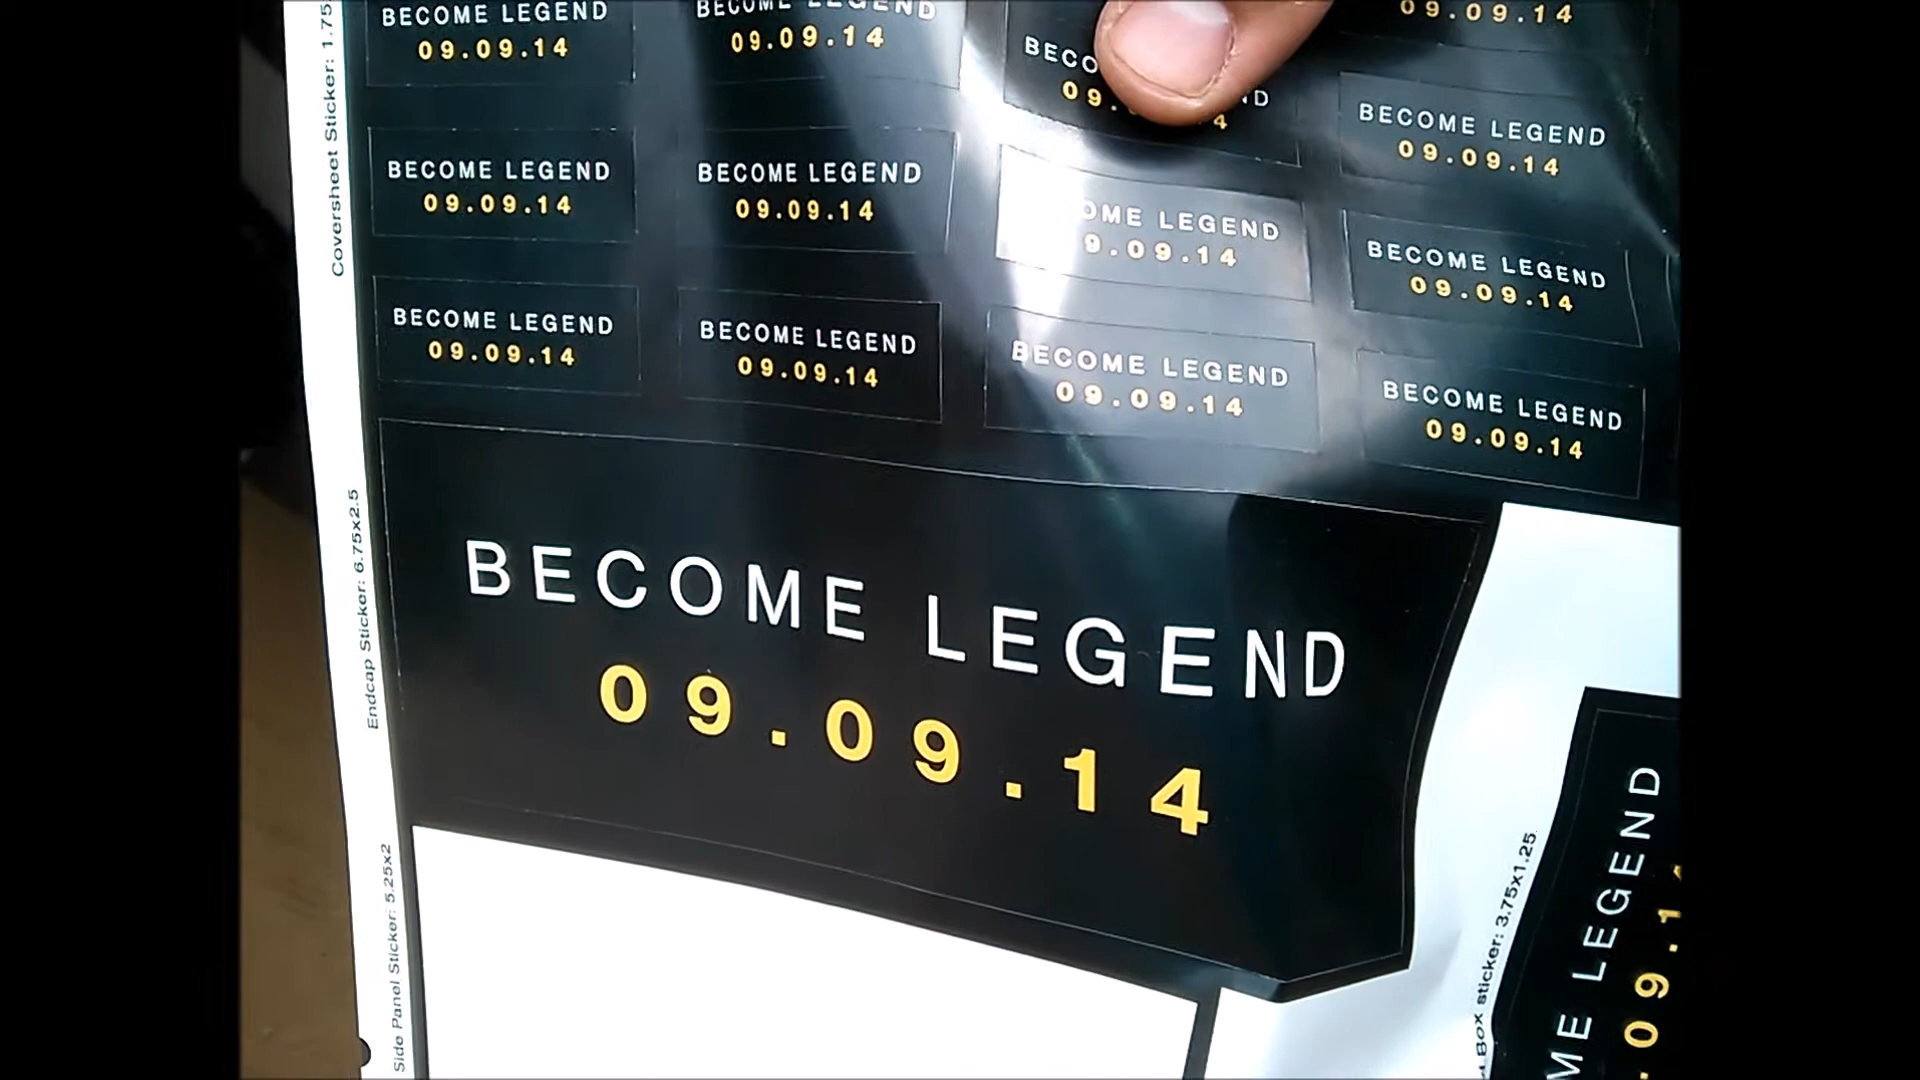 Coversheet Sticker: 1.75
BECOME LEGEND
09.09.14
BECOME LEGEND
09.09.14
09.09.14
BECOME LEGEND
09.09.14
BECOME LEGEND
09.09.14
BECOME LEGEND
09.09.14
OME LEGEND
9.09.14
BECOME LEGEND
09.09.14
BECOME LEGEND
09.09.14
BECOME LEGEND
09.09.14
BECOME LEGEND
09.09.14
BECOME LEGEND
09.09.14
Endcap Sticker: 6.75x2.5
BECOME LEGEND
09.09.14
Side Panel Sticker: 5.25x2
Box sticker: 3.75x1.25
ME LEGEND
.09.1